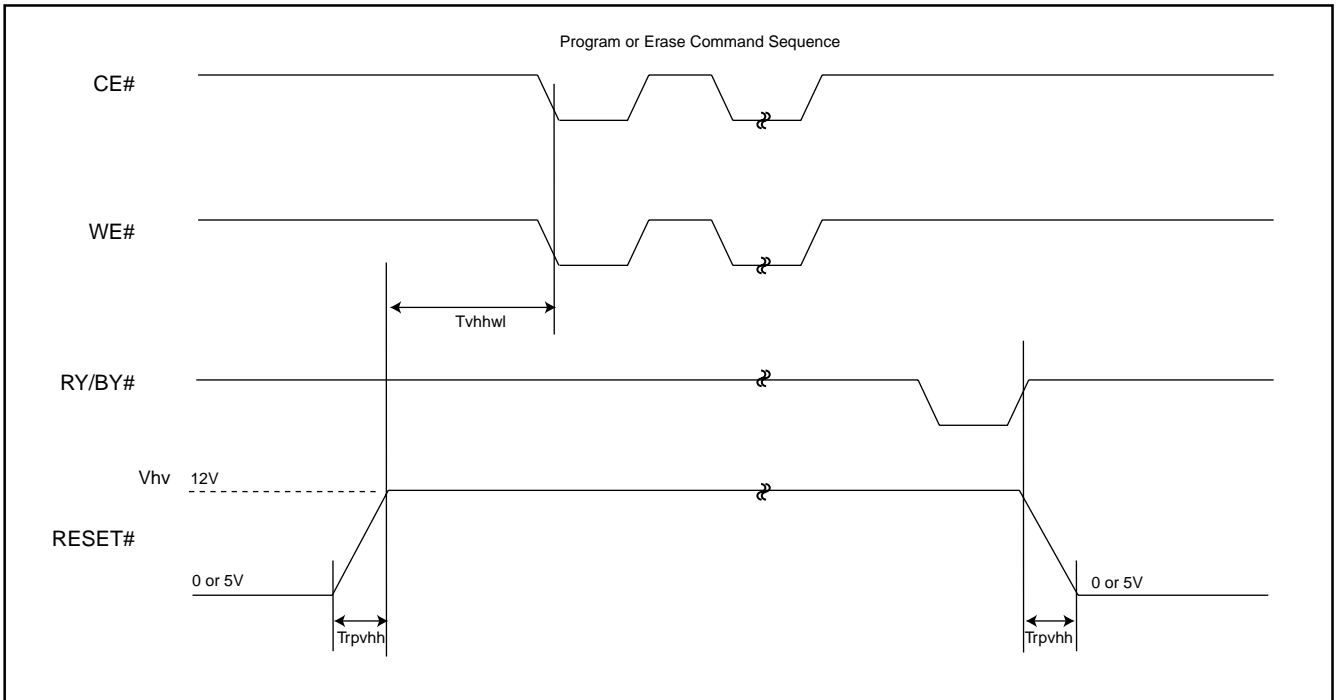 Program or Erase Command Sequence
CE#
WE#
Tvhhwl
RY/BY#
Vhv 12V
RESET#
0 or 5V 0 or 5V
Trpvhh Trpvhh